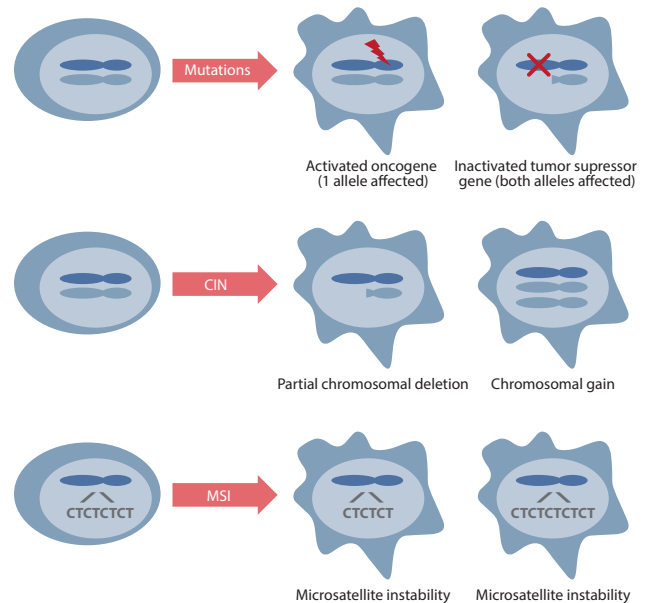 Mutations
Activated oncogene
(1 allele affected)
Inactivated tumor supressor
gene (both alleles affected)
CIN
Partial chromosomal deletion
Chromosomal gain
CTCTCTCT
MSI
CTCTCT
CTCTCTCTCT
Microsatellite instability
Microsatellite instability